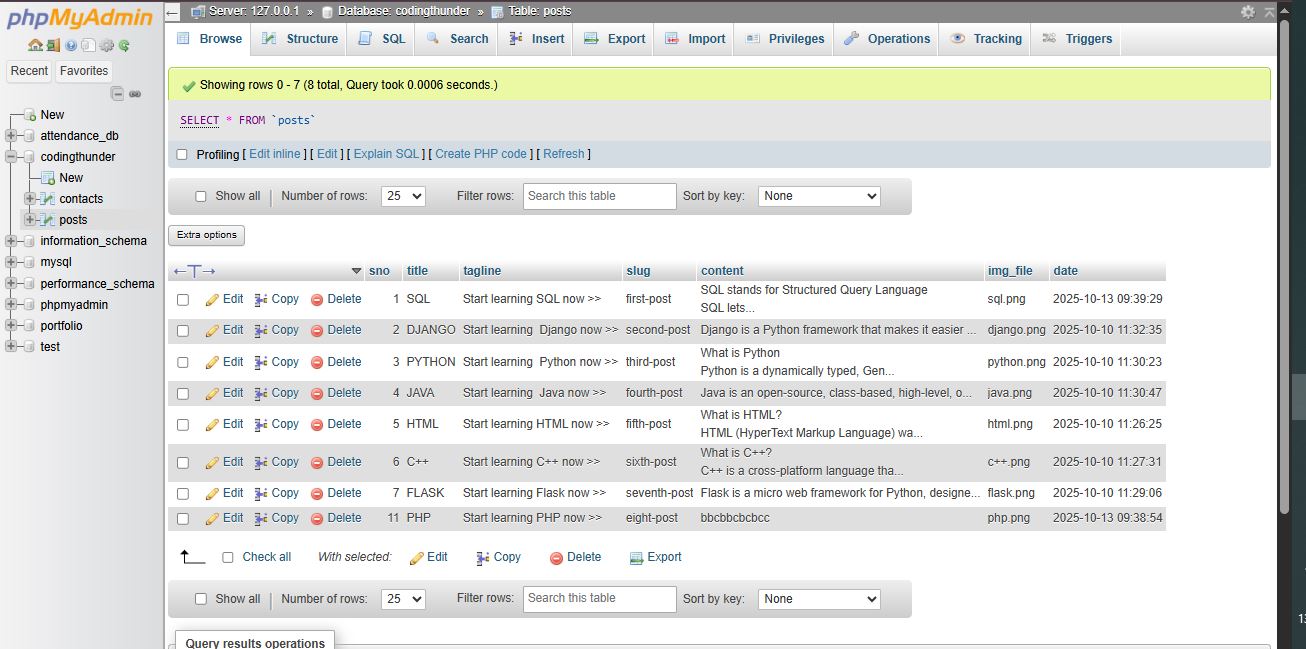 phpMyAdmin
Recent Favorites
New
attendance_db
codingthunder
New
contacts
posts
information_schema
mysql
performance_schema
phpmyadmin
portfolio
test
Server: 127.0.0.1 » Database: codingthunder » Table: posts
Browse Structure SQL Search Insert Export Import Privileges Operations Tracking Triggers
Showing rows 0 - 7 (8 total, Query took 0.0006 seconds.)
SELECT * FROM `posts`
Profiling [ Edit inline ] [ Edit ] [ Explain SQL ] [ Create PHP code ] [ Refresh ]
Show all | Number of rows: 25 Filter rows: Search this table Sort by key: None
Extra options
←T→ sno title tagline slug content img_file date
Edit Copy Delete 1 SQL Start learning SQL now >> first-post SQL stands for Structured Query Language sql.png 2025-10-13 09:39:29
SQL lets...
Edit Copy Delete 2 DJANGO Start learning Django now >> second-post Django is a Python framework that makes it easier ... django.png 2025-10-10 11:32:35
Edit Copy Delete 3 PYTHON Start learning Python now >> third-post What is Python python.png 2025-10-10 11:30:23
Python is a dynamically typed, Gen...
Edit Copy Delete 4 JAVA Start learning Java now >> fourth-post Java is an open-source, class-based, high-level, o... java.png 2025-10-10 11:30:47
Edit Copy Delete 5 HTML Start learning HTML now >> fifth-post What is HTML? html.png 2025-10-10 11:26:25
HTML (HyperText Markup Language) wa...
Edit Copy Delete 6 C++ Start learning C++ now >> sixth-post What is C++? c++.png 2025-10-10 11:27:31
C++ is a cross-platform language tha...
Edit Copy Delete 7 FLASK Start learning Flask now >> seventh-post Flask is a micro web framework for Python, designe... flask.png 2025-10-10 11:29:06
Edit Copy Delete 11 PHP Start learning PHP now >> eight-post bbcbbcbcbcc php.png 2025-10-13 09:38:54
Check all With selected: Edit Copy Delete Export
Show all | Number of rows: 25 Filter rows: Search this table Sort by key: None
Query results operations